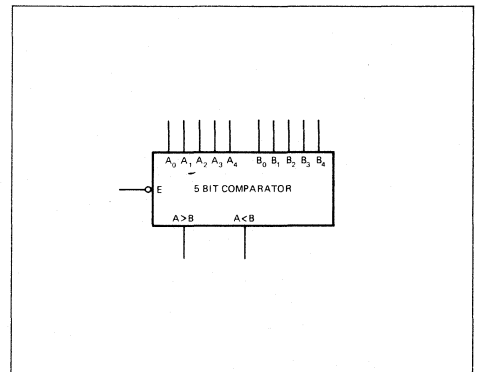 A₀ A₁ A₂ A₃ A₄ B₀ B₁ B₂ B₃ B₄
E 5 BIT COMPARATOR
A>B A<B